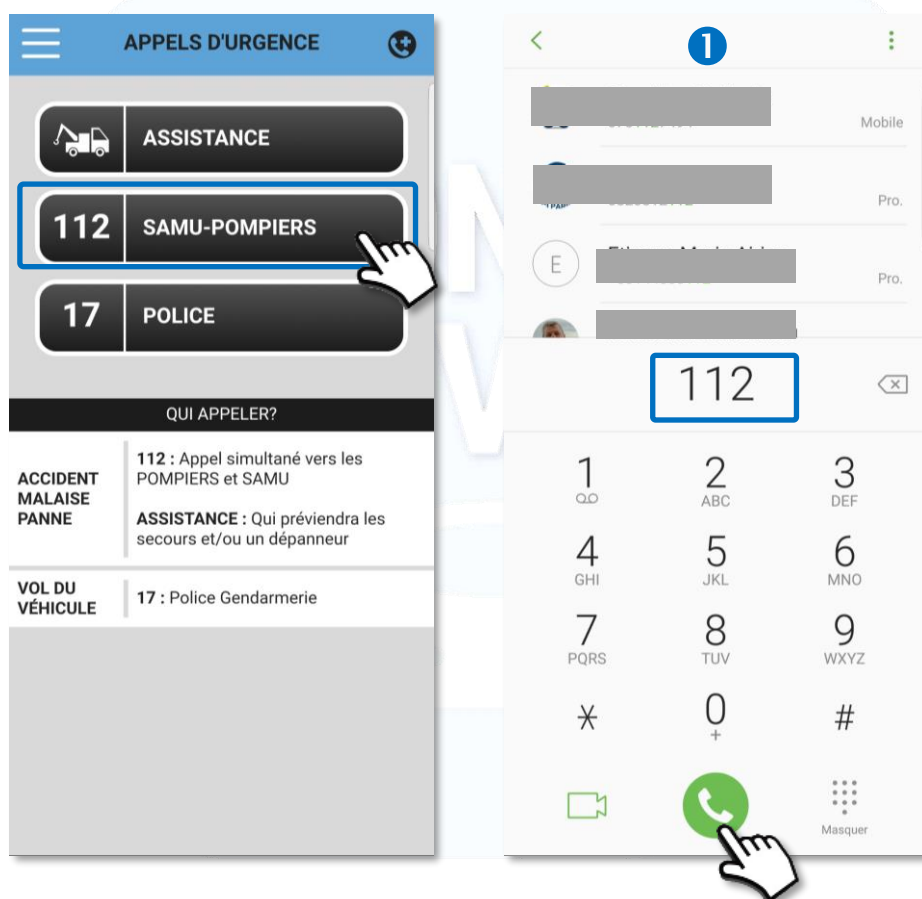 APPELS D'URGENCE
ASSISTANCE
112 SAMU-POMPIERS
17 POLICE
QUI APPELER?
ACCIDENT
MALAISE
PANNE
112 : Appel simultané vers les
POMPIERS et SAMU
ASSISTANCE : Qui préviendra les
secours et/ou un dépanneur
VOL DU
VÉHICULE
17 : Police Gendarmerie
1
Mobile
Pro.
E
Pro.
112
1 2 3
ABC DEF
4 5 6
GHI JKL MNO
7 8 9
PQRS TUV WXYZ
* 0 #
+
Masquer